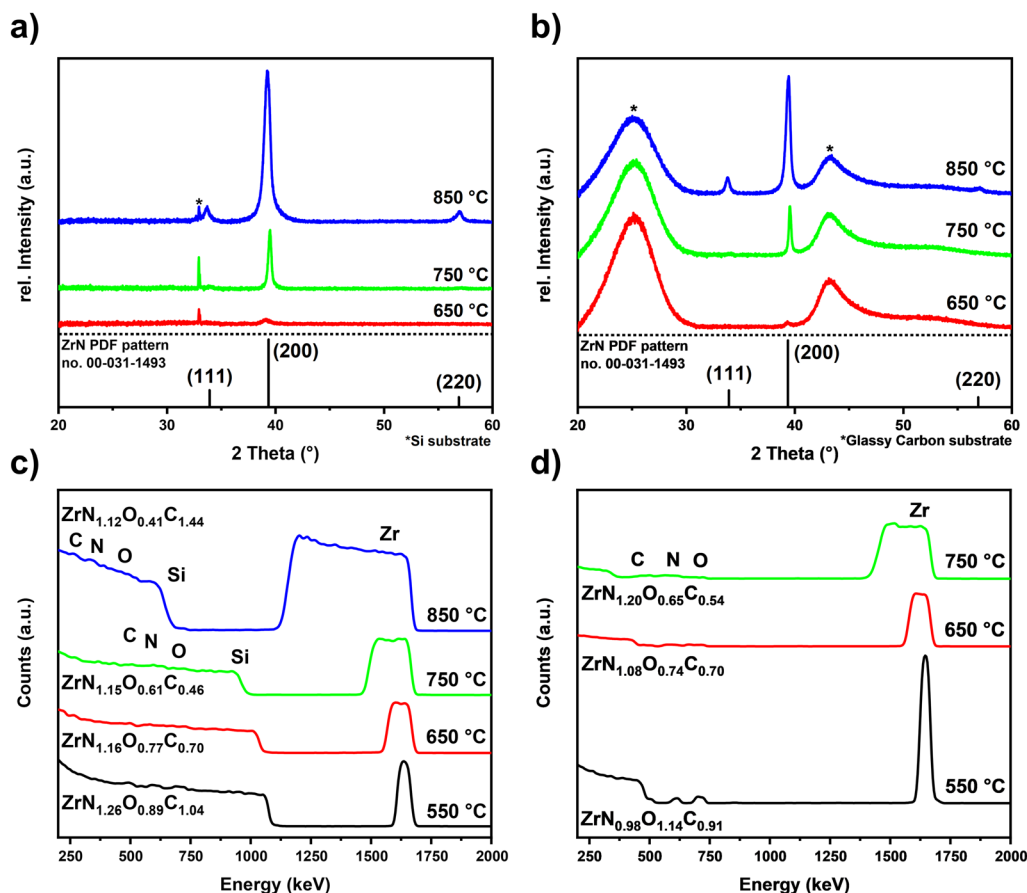 a)
rel. Intensity (a.u.)
*
850 °C
750 °C
650 °C
ZrN PDF pattern
no. 00-031-1493
(111)
(200)
(220)
20 30 40 50 60
*Si substrate
2 Theta (°)
b)
rel. Intensity (a.u.)
*
*
850 °C
750 °C
650 °C
ZrN PDF pattern
no. 00-031-1493
(111)
(200)
(220)
20 30 40 50 60
*Glassy Carbon substrate
2 Theta (°)
c)
Counts (a.u.)
ZrN1.12O0.41C1.44
C N O Si Zr
850 °C
C N O Si
ZrN1.15O0.61C0.46
750 °C
ZrN1.16O0.77C0.70
650 °C
ZrN1.26O0.89C1.04
550 °C
250 500 750 1000 1250 1500 1750 2000
Energy (keV)
d)
Counts (a.u.)
Zr
C N O
750 °C
ZrN1.20O0.65C0.54
650 °C
ZrN1.08O0.74C0.70
550 °C
ZrN0.98O1.14C0.91
250 500 750 1000 1250 1500 1750 2000
Energy (keV)